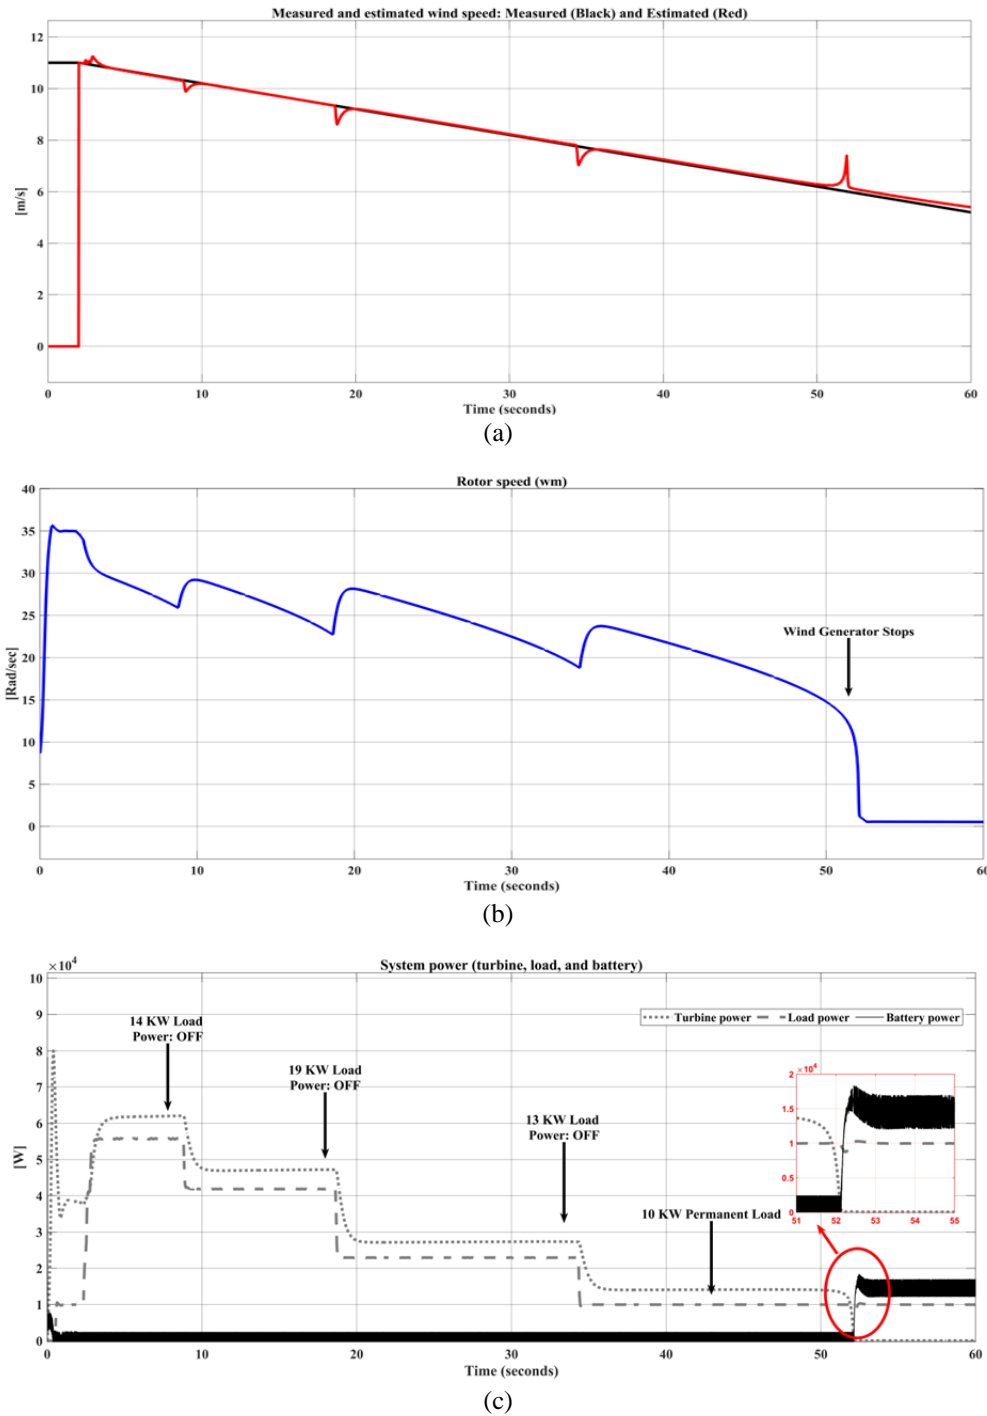 Measured and estimated wind speed: Measured (Black) and Estimated (Red)
12
10
8
6
4
2
0
[m/s]
0 10 20 30 40 50 60
Time (seconds)
(a)
Rotor speed (wm)
40
35
30
25
20
15
10
5
0
[Rad/sec]
Wind Generator Stops
0 10 20 30 40 50 60
Time (seconds)
(b)
×10⁴
System power (turbine, load, and battery)
10
9
8
7
6
5
4
3
2
1
0
[W]
14 KW Load
Power: OFF
19 KW Load
Power: OFF
13 KW Load
Power: OFF
10 KW Permanent Load
Turbine power Load power Battery power
×10⁴
2
1.5
1
0.5
0
51 52 53 54 55
0 10 20 30 40 50 60
Time (seconds)
(c)